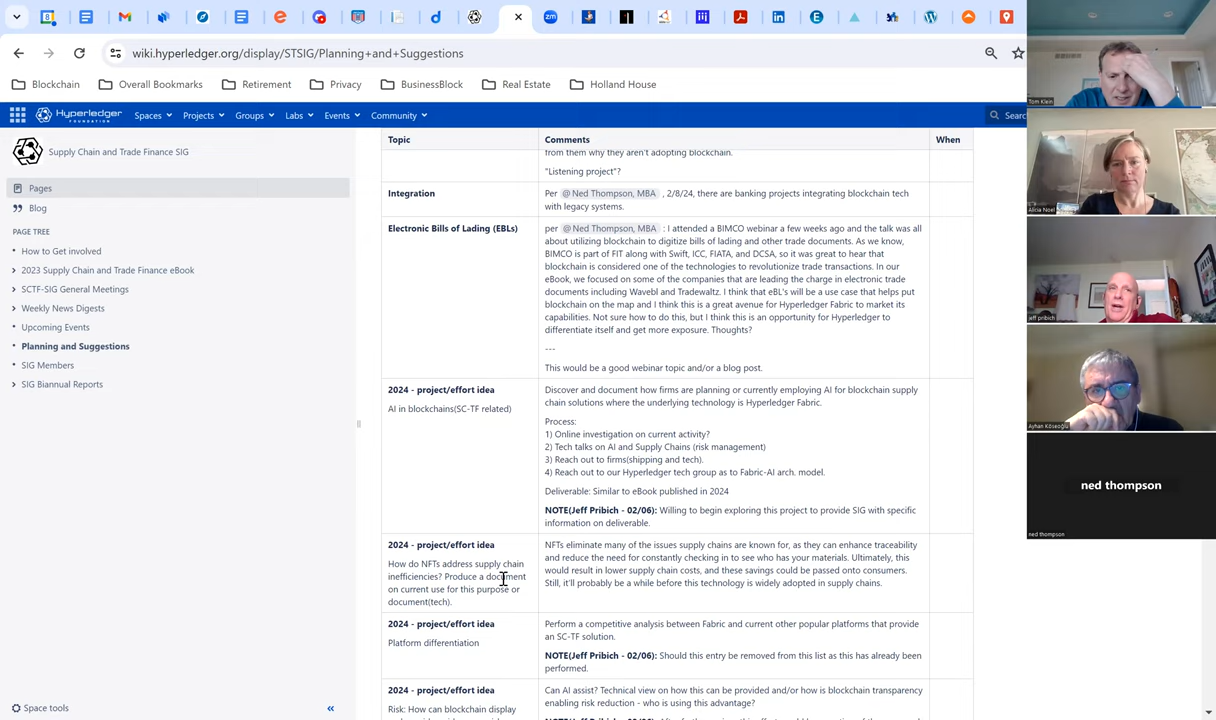 wiki.hyperledger.org/display/STSIG/Planning+and+Suggestions
Blockchain
Overall Bookmarks
Retirement
Privacy
BusinessBlock
Real Estate
Holland House
HYPERLEDGER
FOUNDATION
Spaces
Projects
Groups
Labs
Events
Community
Searc
Supply Chain and Trade Finance SIG
Pages
Blog
PAGE TREE
How to Get involved
2023 Supply Chain and Trade Finance eBook
SCTF-SIG General Meetings
Weekly News Digests
Upcoming Events
Planning and Suggestions
SIG Members
SIG Biannual Reports
Space tools
Topic
Comments
When
from them why they aren't adopting blockchain.
"Listening project"?
Integration
Per @ Ned Thompson, MBA , 2/8/24, there are banking projects integrating blockchain tech
with legacy systems.
Electronic Bills of Lading (EBLs)
per @ Ned Thompson, MBA : I attended a BIMCO webinar a few weeks ago and the talk was all
about utilizing blockchain to digitize bills of lading and other trade documents. As we know,
BIMCO is part of FIT along with Swift, ICC, FIATA, and DCSA, so it was great to hear that
blockchain is considered one of the technologies to revolutionize trade transactions. In our
eBook, we focused on some of the companies that are leading the charge in electronic trade
documents including Wavebl and Tradewaltz. I think that eBL's will be a use case that helps put
blockchain on the map and I think this is a great avenue for Hyperledger Fabric to market its
capabilities. Not sure how to do this, but I think this is an opportunity for Hyperledger to
differentiate itself and get more exposure. Thoughts?
---
This would be a good webinar topic and/or a blog post.
2024 - project/effort idea
AI in blockchains(SC-TF related)
Discover and document how firms are planning or currently employing AI for blockchain supply
chain solutions where the underlying technology is Hyperledger Fabric.
Process:
1) Online investigation on current activity?
2) Tech talks on AI and Supply Chains (risk management)
3) Reach out to firms(shipping and tech).
4) Reach out to our Hyperledger tech group as to Fabric-AI arch. model.
Deliverable: Similar to eBook published in 2024
NOTE(Jeff Pribich - 02/06): Willing to begin exploring this project to provide SIG with specific
information on deliverable.
2024 - project/effort idea
How do NFTs address supply chain
inefficiencies? Produce a document
on current use for this purpose or
document(tech).
NFTs eliminate many of the issues supply chains are known for, as they can enhance traceability
and reduce the need for constantly checking in to see who has your materials. Ultimately, this
would result in lower supply chain costs, and these savings could be passed onto consumers.
Still, it'll probably be a while before this technology is widely adopted in supply chains.
2024 - project/effort idea
Platform differentiation
Perform a competitive analysis between Fabric and current other popular platforms that provide
an SC-TF solution.
NOTE(Jeff Pribich - 02/06): Should this entry be removed from this list as this has already been
performed.
2024 - project/effort idea
Risk: How can blockchain display
Can AI assist? Technical view on how this can be provided and/or how is blockchain transparency
enabling risk reduction - who is using this advantage?
Tom Klein
Alicia Noel
jeff pribich
Ayhan Köseoğlu
ned thompson
ned thompson